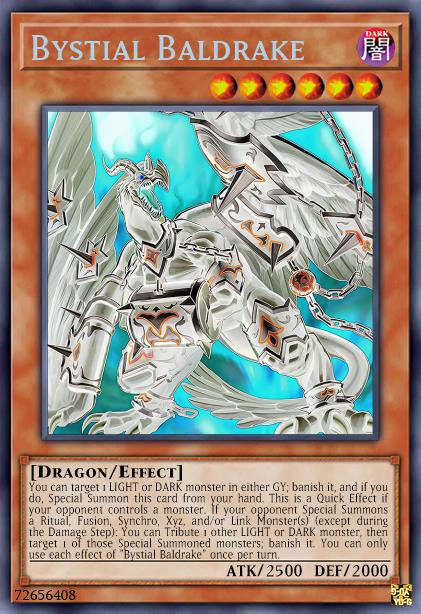 Bystial Baldrake
DARK
闇
[Dragon/Effect]
You can target 1 LIGHT or DARK monster in either GY; banish it, and if you
do, Special Summon this card from your hand. This is a Quick Effect if
your opponent controls a monster. If your opponent Special Summons
a Ritual, Fusion, Synchro, Xyz, and/or Link Monster(s) (except during
the Damage Step): You can Tribute 1 other LIGHT or DARK monster, then
target 1 of those Special Summoned monsters; banish it. You can only
use each effect of "Bystial Baldrake" once per turn.
ATK/2500 DEF/2000
72656408